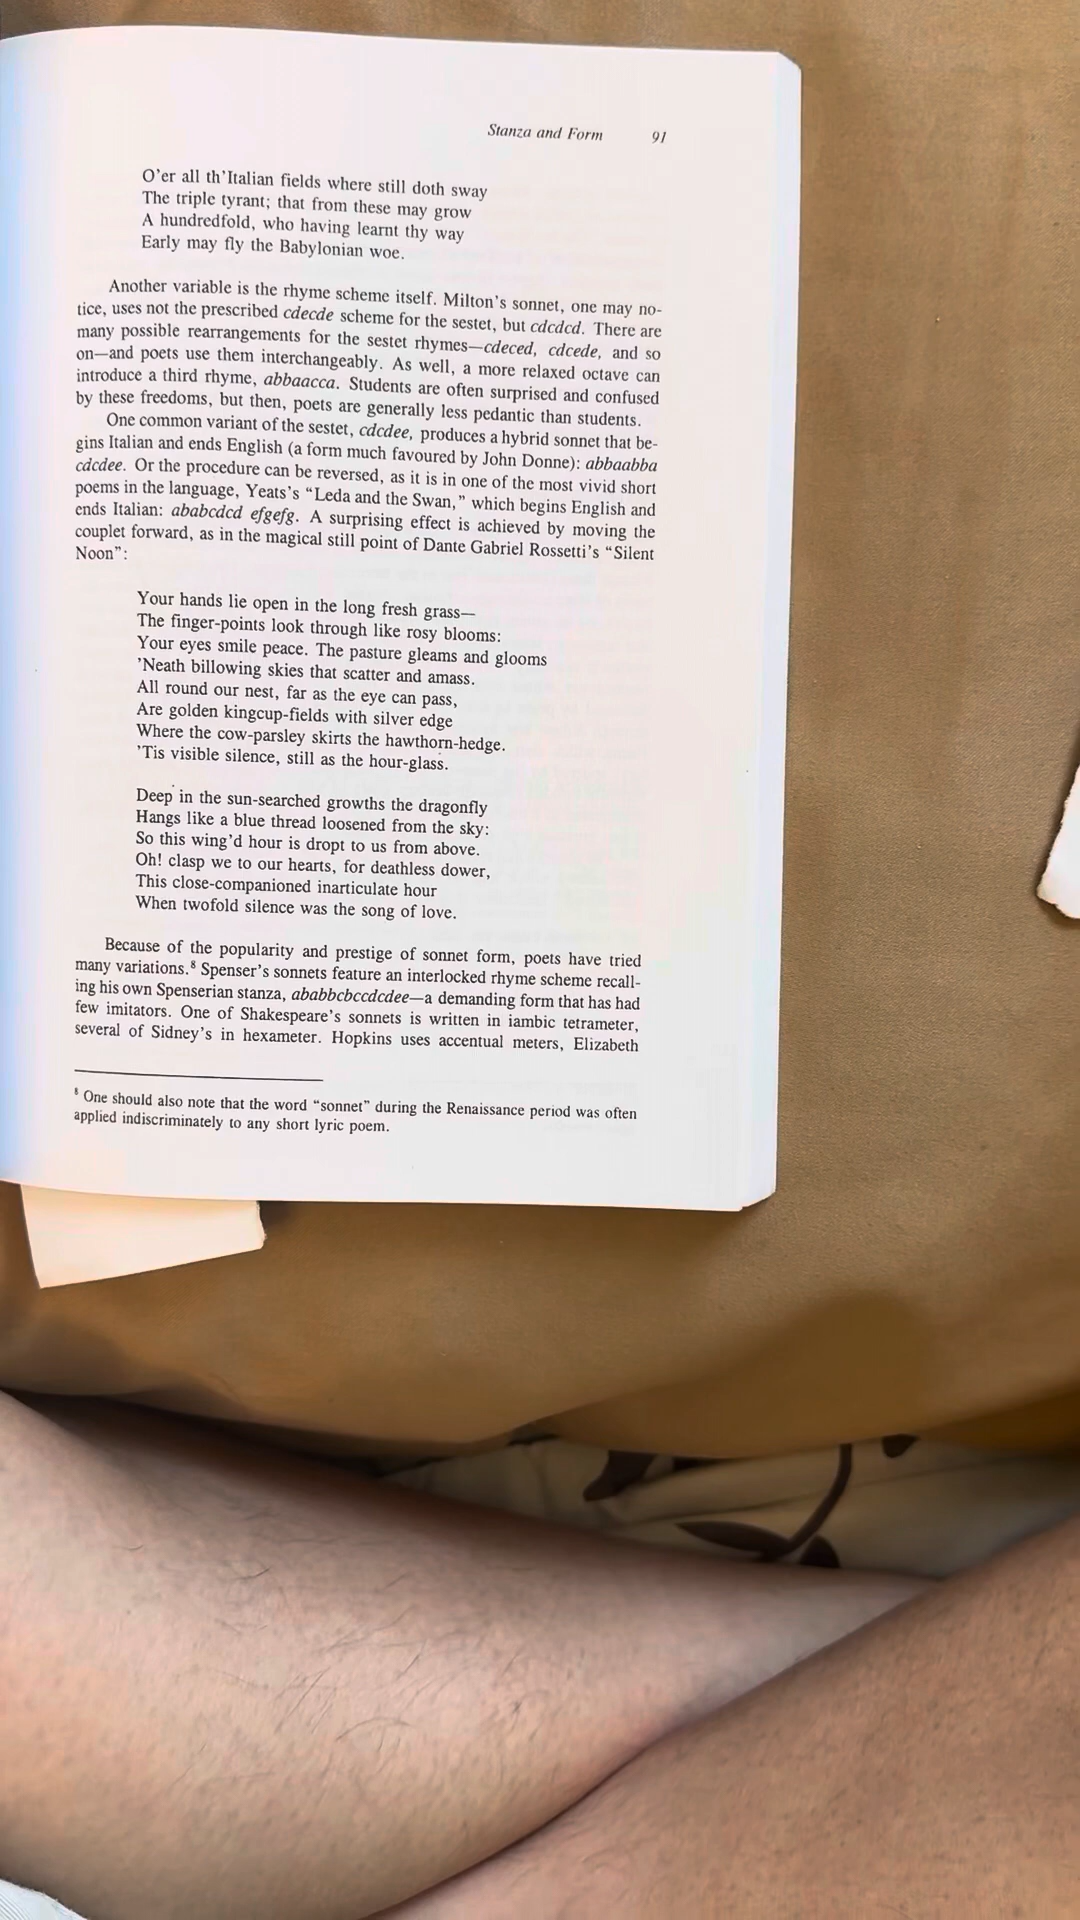 Stanza and Form 91
O'er all th'Italian fields where still doth sway
The triple tyrant; that from these may grow
A hundredfold, who having learnt thy way
Early may fly the Babylonian woe.
Another variable is the rhyme scheme itself. Milton's sonnet, one may no-
tice, uses not the prescribed cdecde scheme for the sestet, but cdcdcd. There are
many possible rearrangements for the sestet rhymes—cdeced, cdcede, and so
on—and poets use them interchangeably. As well, a more relaxed octave can
introduce a third rhyme, abbaacca. Students are often surprised and confused
by these freedoms, but then, poets are generally less pedantic than students.
One common variant of the sestet, cdcdee, produces a hybrid sonnet that be-
gins Italian and ends English (a form much favoured by John Donne): abbaabba
cdcdee. Or the procedure can be reversed, as it is in one of the most vivid short
poems in the language, Yeats's "Leda and the Swan," which begins English and
ends Italian: ababcdcd efgefg. A surprising effect is achieved by moving the
couplet forward, as in the magical still point of Dante Gabriel Rossetti's "Silent
Noon":
Your hands lie open in the long fresh grass—
The finger-points look through like rosy blooms:
Your eyes smile peace. The pasture gleams and glooms
'Neath billowing skies that scatter and amass.
All round our nest, far as the eye can pass,
Are golden kingcup-fields with silver edge
Where the cow-parsley skirts the hawthorn-hedge.
'Tis visible silence, still as the hour-glass.
Deep in the sun-searched growths the dragonfly
Hangs like a blue thread loosened from the sky:
So this wing'd hour is dropt to us from above.
Oh! clasp we to our hearts, for deathless dower,
This close-companioned inarticulate hour
When twofold silence was the song of love.
Because of the popularity and prestige of sonnet form, poets have tried
many variations.⁸ Spenser's sonnets feature an interlocked rhyme scheme recall-
ing his own Spenserian stanza, ababbcbccdcdee—a demanding form that has had
few imitators. One of Shakespeare's sonnets is written in iambic tetrameter,
several of Sidney's in hexameter. Hopkins uses accentual meters, Elizabeth
⁸ One should also note that the word "sonnet" during the Renaissance period was often
applied indiscriminately to any short lyric poem.